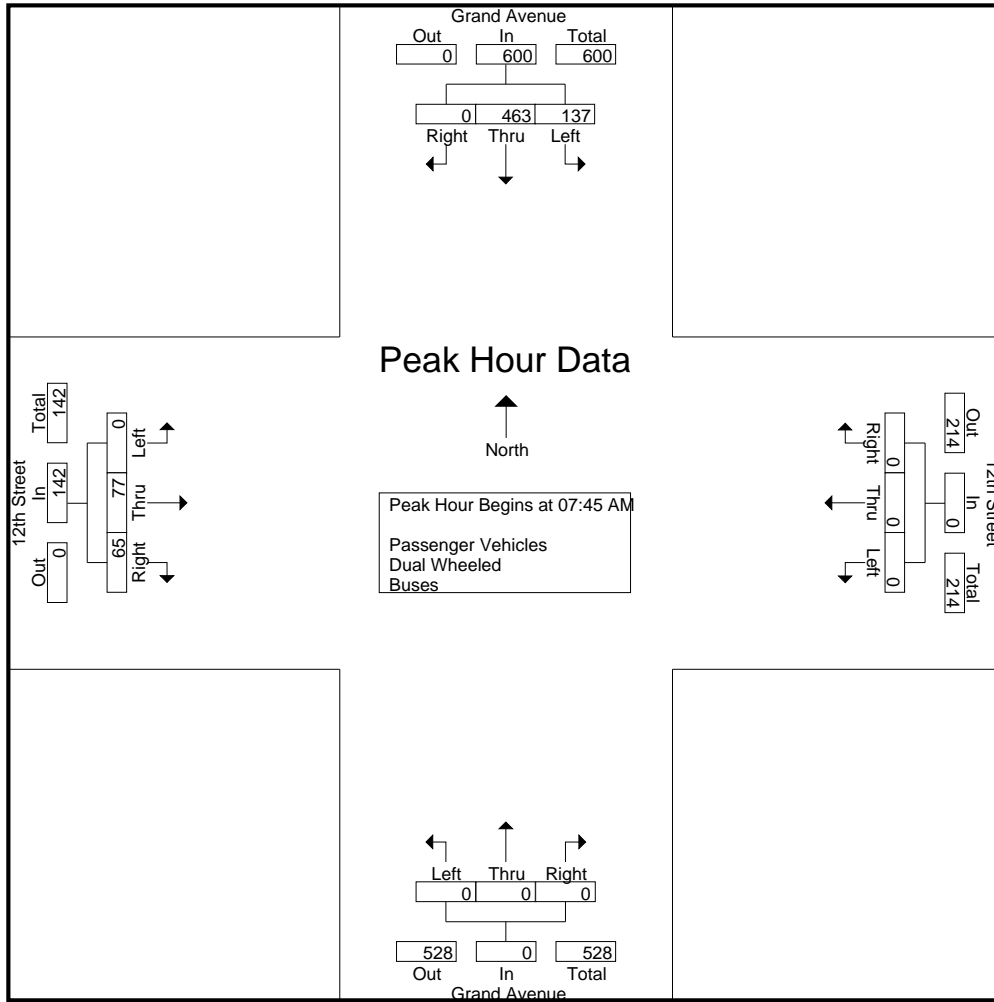 Grand Avenue
Out In Total
0 600 600
0 463 137
Right Thru Left
Peak Hour Data
North
Peak Hour Begins at 07:45 AM
Passenger Vehicles
Dual Wheeled
Buses
12th Street
Out In Total
0 142 142
65 77 0
Right Thru Left
12th Street
Out In Total
214 0 214
Right Thru Left
0 0 0
Left Thru Right
0 0 0
528 0 528
Out In Total
Grand Avenue